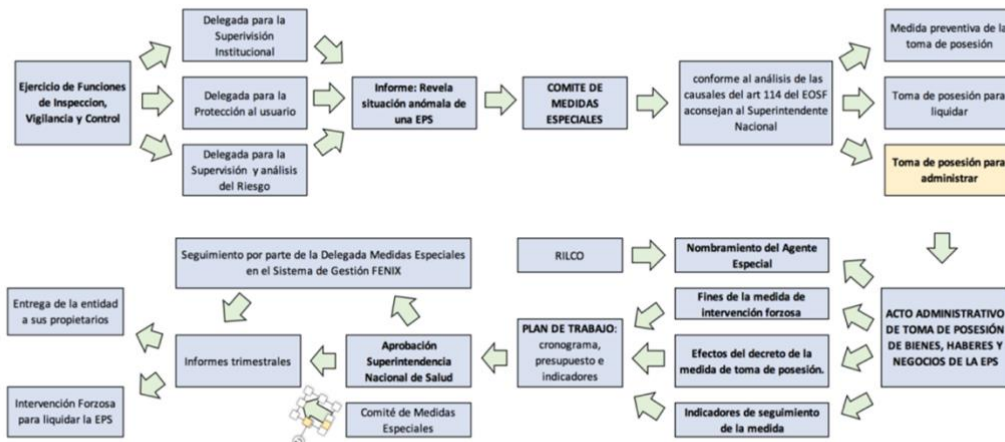 Delegada para la
Superivisión
Institucional
Ejercicio de Funciones
de Inspeccion,
Vigilancia y Control
Delegada para la
Protección al usuario
Delegada para la
Supervisión y análisis
del Riesgo
Informe: Revela
situación anómala de
una EPS
COMITE DE
MEDIDAS
ESPECIALES
conforme al análisis de las
causales del art 114 del EOSF
aconsejan al Superintendente
Nacional
Medida preventiva de la
toma de posesión
Toma de posesión para
liquidar
Toma de posesión para
administrar
ACTO ADMINISTRATIVO
DE TOMA DE POSESIÓN
DE BIENES, HABERES Y
NEGOCIOS DE LA EPS
RILCO
Nombramiento del Agente
Especial
Fines de la medida de
intervención forzosa
Efectos del decreto de la
medida de toma de posesión.
Indicadores de seguimiento
de la medida
PLAN DE TRABAJO:
cronograma,
presupuesto e
indicadores
Aprobación
Superintendencia
Nacional de Salud
Comité de Medidas
Especiales
Seguimiento por parte de la Delegada Medidas Especiales
en el Sistema de Gestión FENIX
Informes trimestrales
Entrega de la entidad
a sus propietarios
Intervención Forzosa
para liquidar la EPS